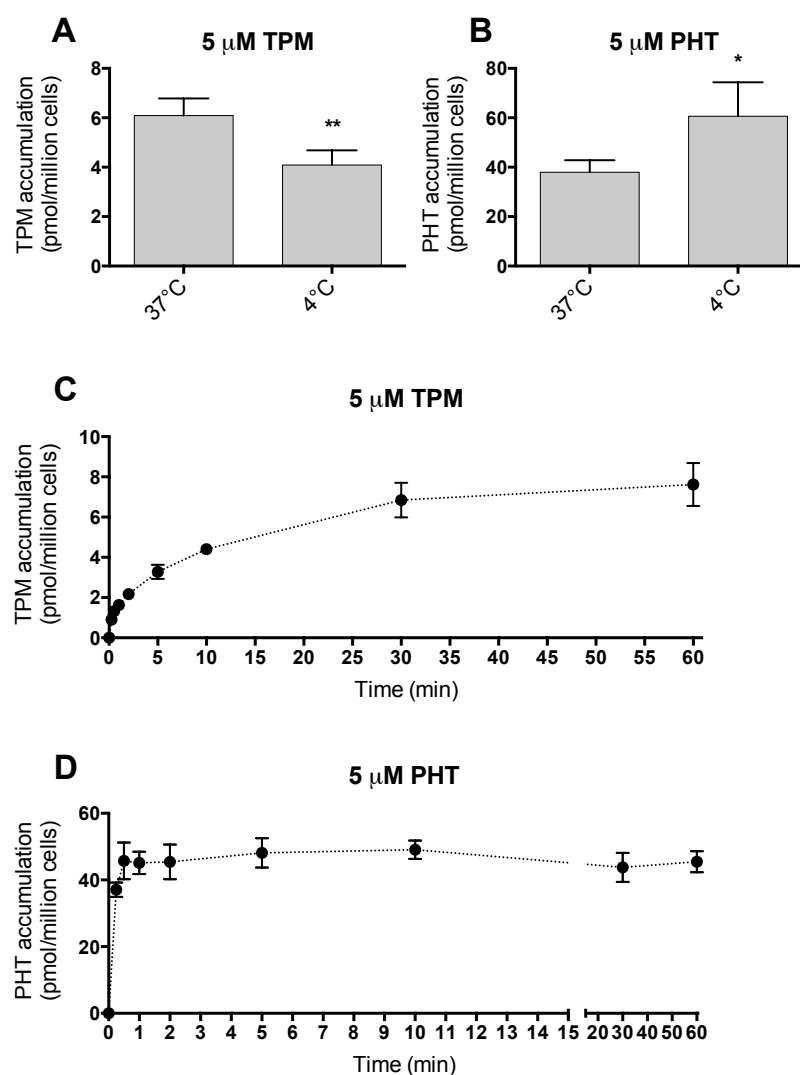 A
5 μM TPM
TPM accumulation
(pmol/million cells)
8
6
4
2
0
**
37°C
4°C
B
5 μM PHT
PHT accumulation
(pmol/million cells)
80
60
40
20
0
*
37°C
4°C
C
5 μM TPM
TPM accumulation
(pmol/million cells)
10
8
6
4
2
0
0 5 10 15 20 25 30 35 40 45 50 55 60
Time (min)
D
5 μM PHT
PHT accumulation
(pmol/million cells)
60
40
20
0
0 1 2 3 4 5 6 7 8 9 10 11 12 13 14 15 20 30 40 50 60
Time (min)